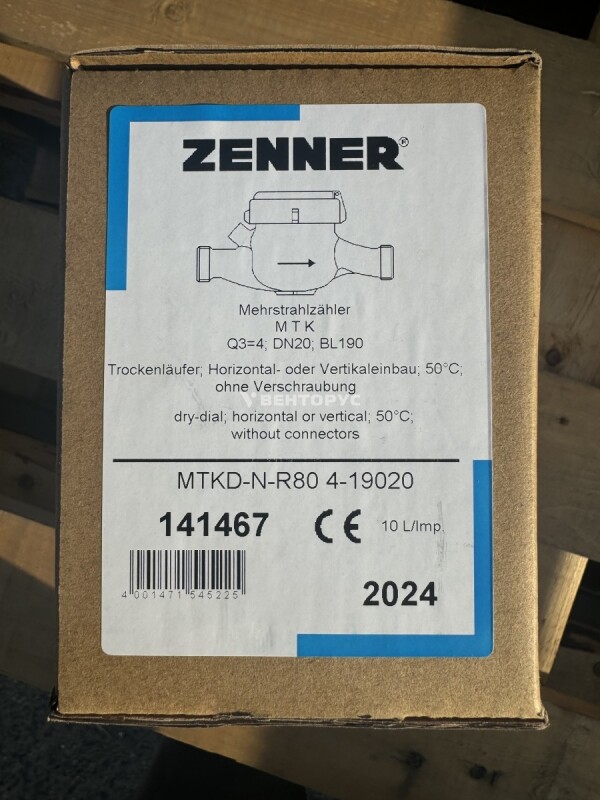 ZENNER®
Mehrstrahlzähler
M T K
Q3=4; DN20; BL190
Trockenläufer; Horizontal- oder Vertikaleinbau; 50°C;
ohne Verschraubung
ВЕНТОРУС
dry-dial; horizontal or vertical; 50°C;
without connectors
MTKD-N-R80 4-19020
141467 CE 10 L/Imp.
4 001471 545225
2024